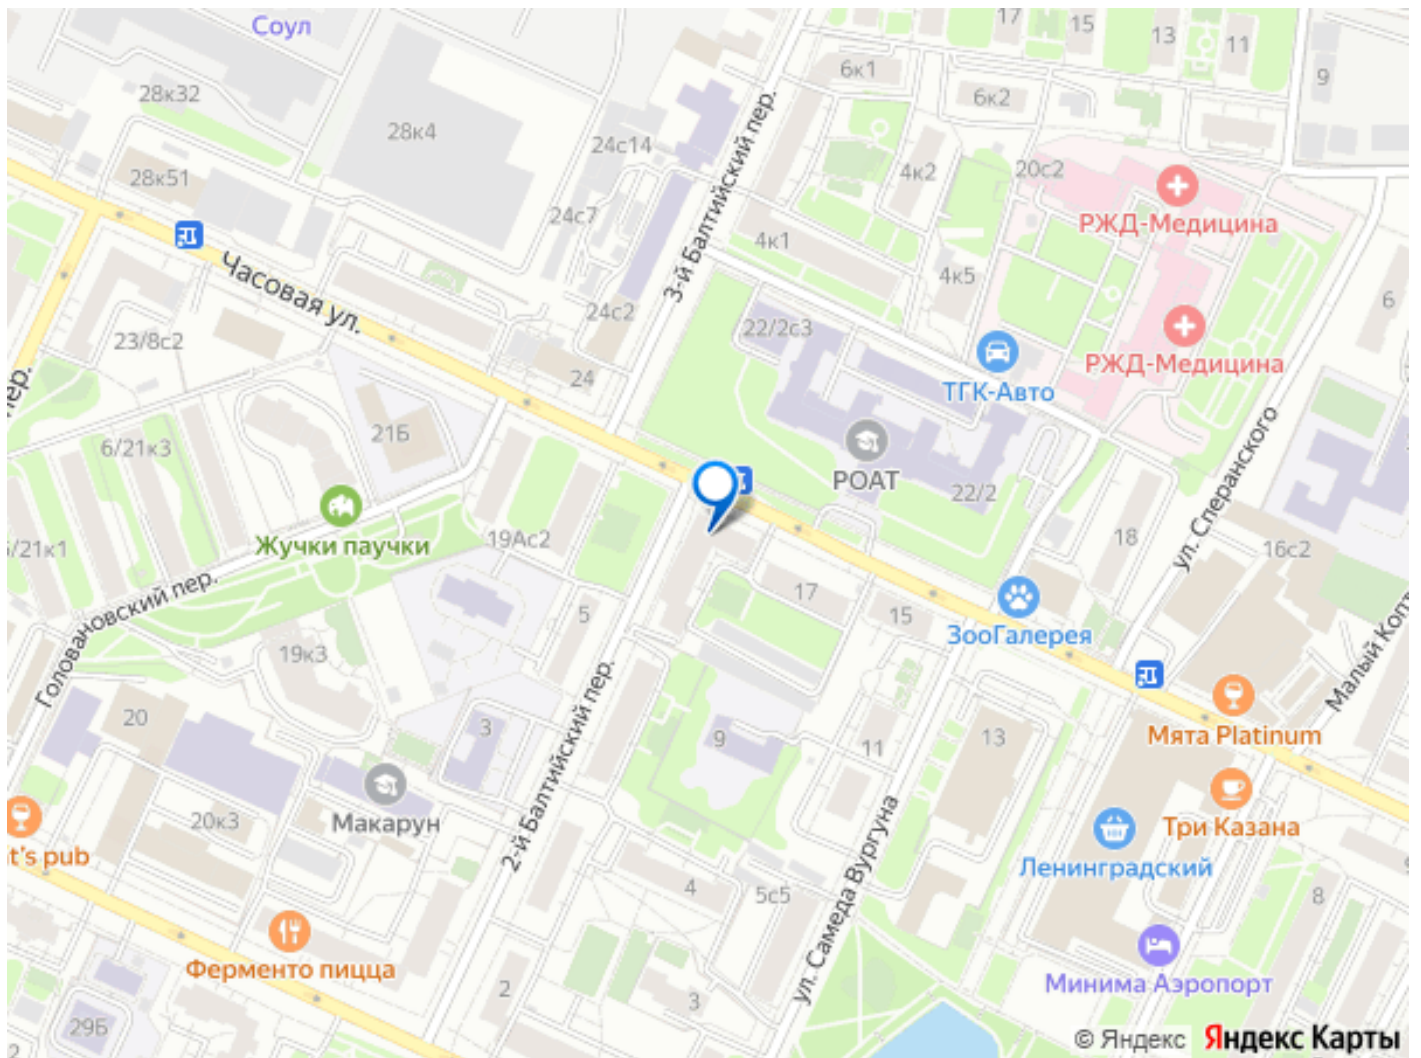 Соул
17
15
13
11
9
6к1
6к2
28к32
28к4
24с14
28к51
4к2
20с2
РЖД-Медицина
24с7
3-й Балтийский пер.
4к1
4к5
6
Часовая ул.
24с2
22/2с3
23/8с2
РЖД-Медицина
24
ТГК-Авто
пер.
21Б
6/21к3
РОАТ
22/2
ул. Сперанского
18
16с2
19Ас2
Жучки паучки
/21к1
17
15
5
ЗооГалерея
Головановский пер.
19к3
Малый Копт
20
3
9
11
13
Мята Platinum
2-й Балтийский пер.
20к3
Макарун
Три Казана
t's pub
Ленинградский
4
5с5
8
ул. Самеда Вургуна
Ферменто пицца
2
3
Минима Аэропорт
29Б
2
© Яндекс Яндекс Карты